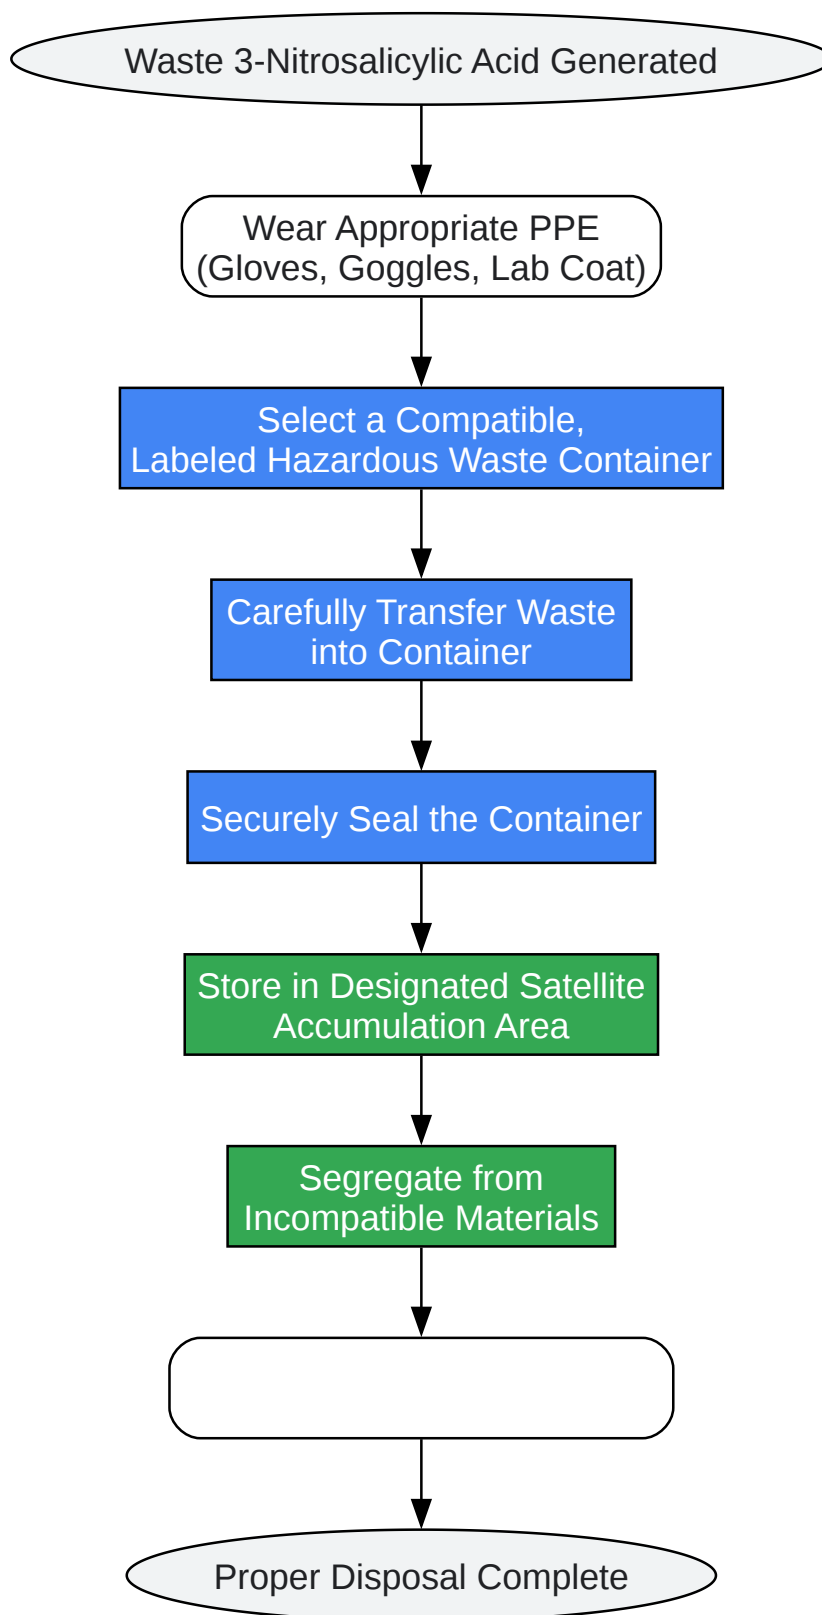 Waste 3-Nitrosalicylic Acid Generated
Wear Appropriate PPE
(Gloves, Goggles, Lab Coat)
Select a Compatible,
Labeled Hazardous Waste Container
Carefully Transfer Waste
into Container
Securely Seal the Container
Store in Designated Satellite
Accumulation Area
Segregate from
Incompatible Materials
Proper Disposal Complete